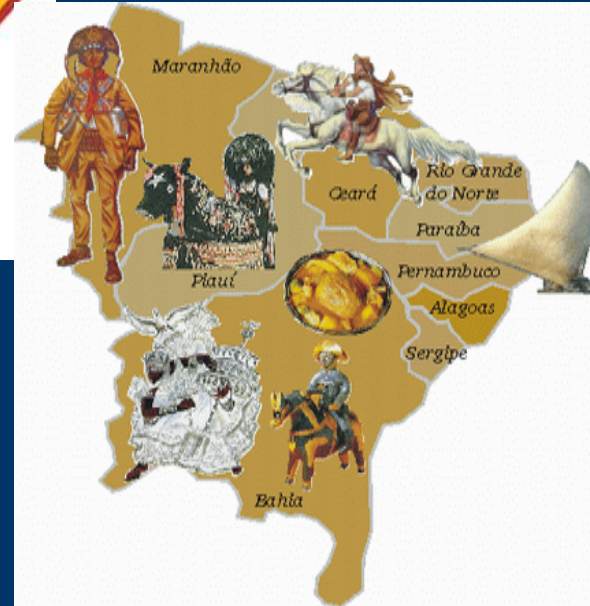 Maranhão
Ceará
Rio Grande
do Norte
Paraíba
Piauí
Pernambuco
Alagoas
Sergipe
Bahia